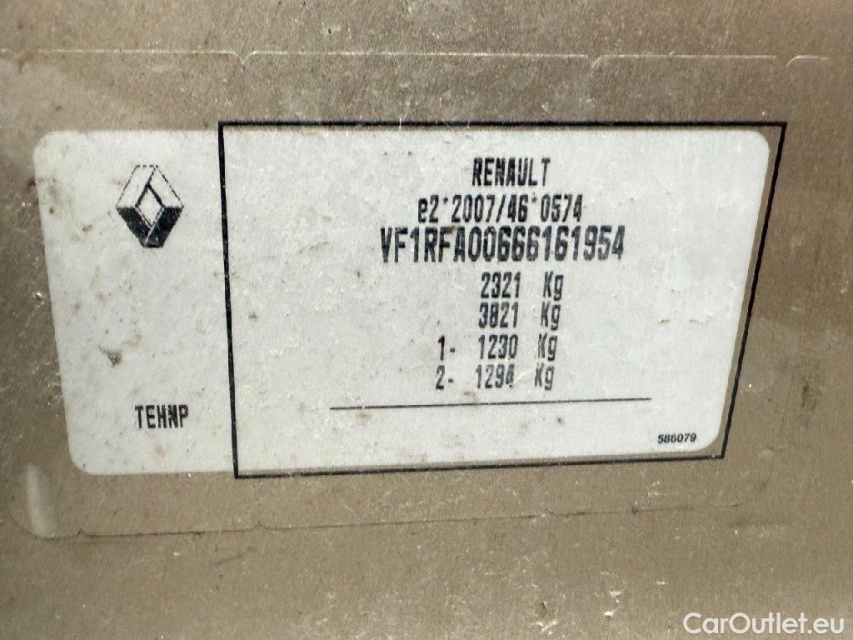 RENAULT
e2*2007/46*0574
VF1RFA00666161954
2321 Kg
3821 Kg
1- 1230 Kg
2- 1294 Kg
TEHNP
586079
CarOutlet.eu